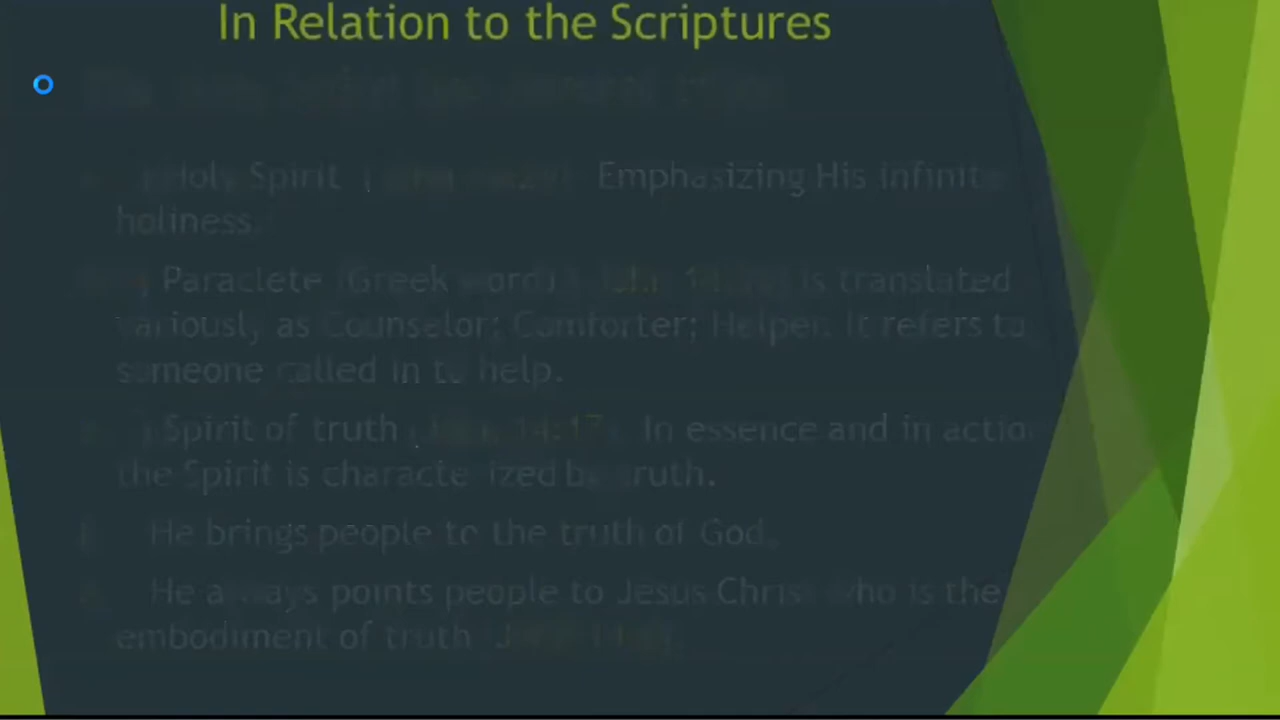 In Relation to the Scriptures
Holy Spirit Emphasizing His infinite
holiness.
Paraclete (Greek word) is translated
variously as Counselor; Comforter; Helper. It refers to
someone called in to help.
Spirit of truth (John 14:17). In essence and in action
the Spirit is characterized by truth.
He brings people to the truth of God.
He always points people to Jesus Christ who is the
embodiment of truth